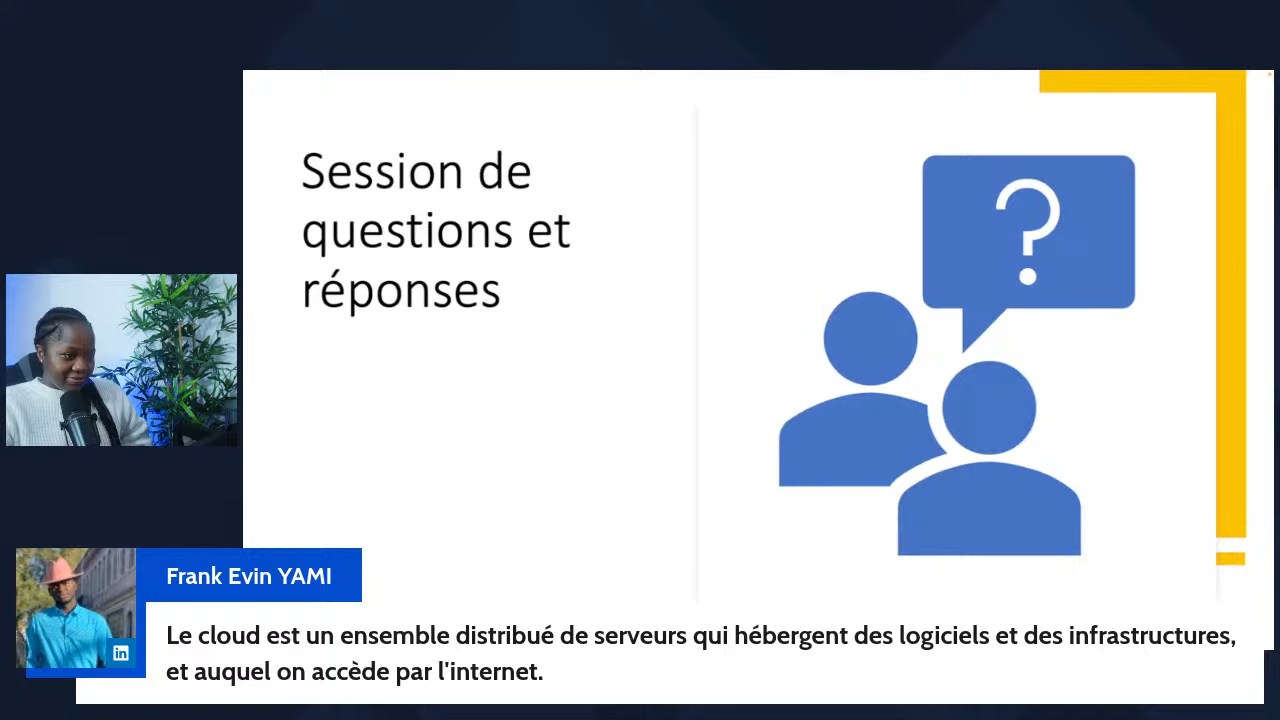 Session de
questions et
réponses
?
Frank Evin YAMI
in
Le cloud est un ensemble distribué de serveurs qui hébergent des logiciels et des infrastructures,
et auquel on accède par l'internet.